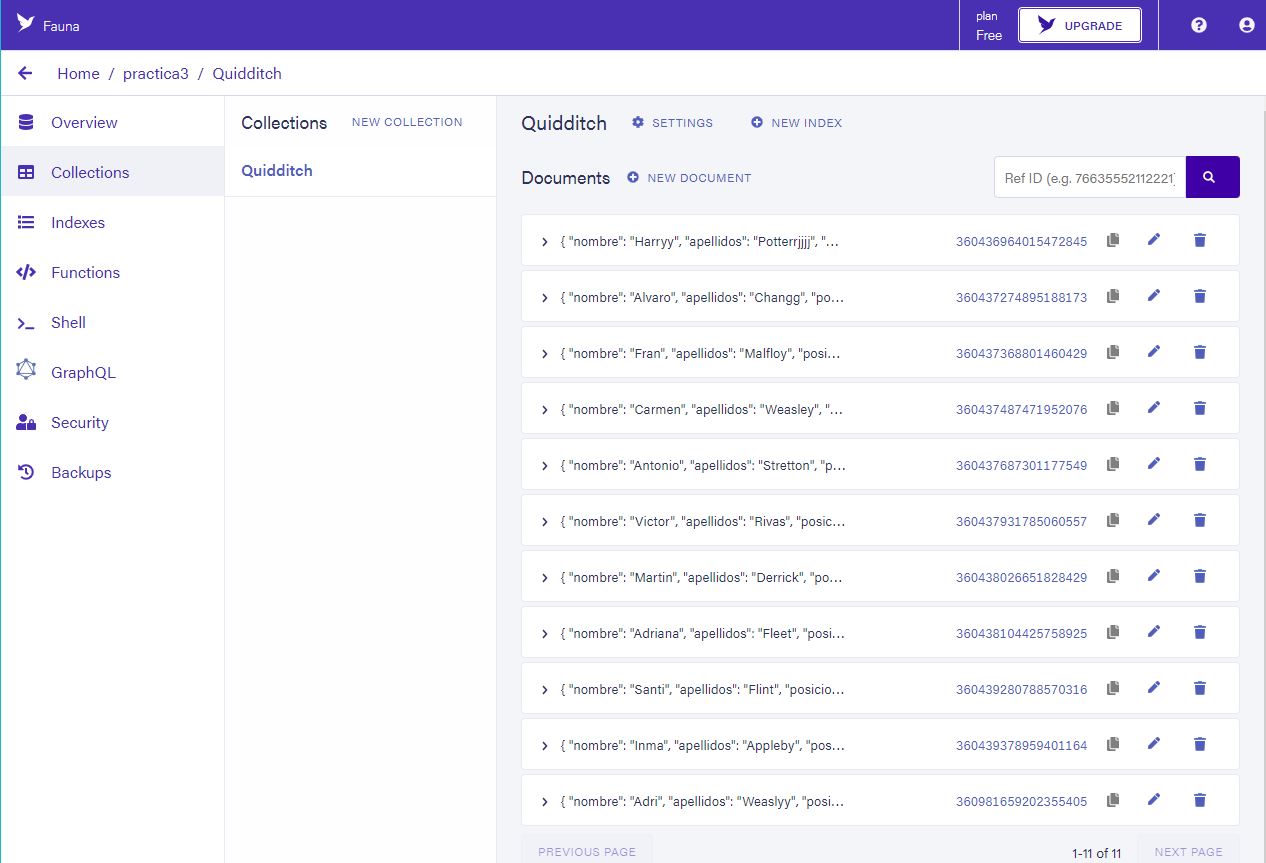 Fauna
plan
Free
UPGRADE
Home / practica3 / Quidditch
Overview
Collections
Indexes
Functions
Shell
GraphQL
Security
Backups
Collections NEW COLLECTION
Quidditch
Quidditch SETTINGS NEW INDEX
Documents NEW DOCUMENT
Ref ID (e.g. 76635552112221
{ "nombre": "Harryy", "apellidos": "Potterrjjjj", "... 360436964015472845
{ "nombre": "Alvaro", "apellidos": "Changg", "po... 360437274895188173
{ "nombre": "Fran", "apellidos": "Malfloy", "posi... 360437368801460429
{ "nombre": "Carmen", "apellidos": "Weasley", "... 360437487471952076
{ "nombre": "Antonio", "apellidos": "Stretton", "p... 360437687301177549
{ "nombre": "Victor", "apellidos": "Rivas", "posic... 360437931785060557
{ "nombre": "Martin", "apellidos": "Derrick", "po... 360438026651828429
{ "nombre": "Adriana", "apellidos": "Fleet", "posi... 360438104425758925
{ "nombre": "Santi", "apellidos": "Flint", "posicio... 360439280788570316
{ "nombre": "Inma", "apellidos": "Appleby", "pos... 360439378959401164
{ "nombre": "Adri", "apellidos": "Weaslyy", "posi... 360981659202355405
PREVIOUS PAGE 1-11 of 11 NEXT PAGE